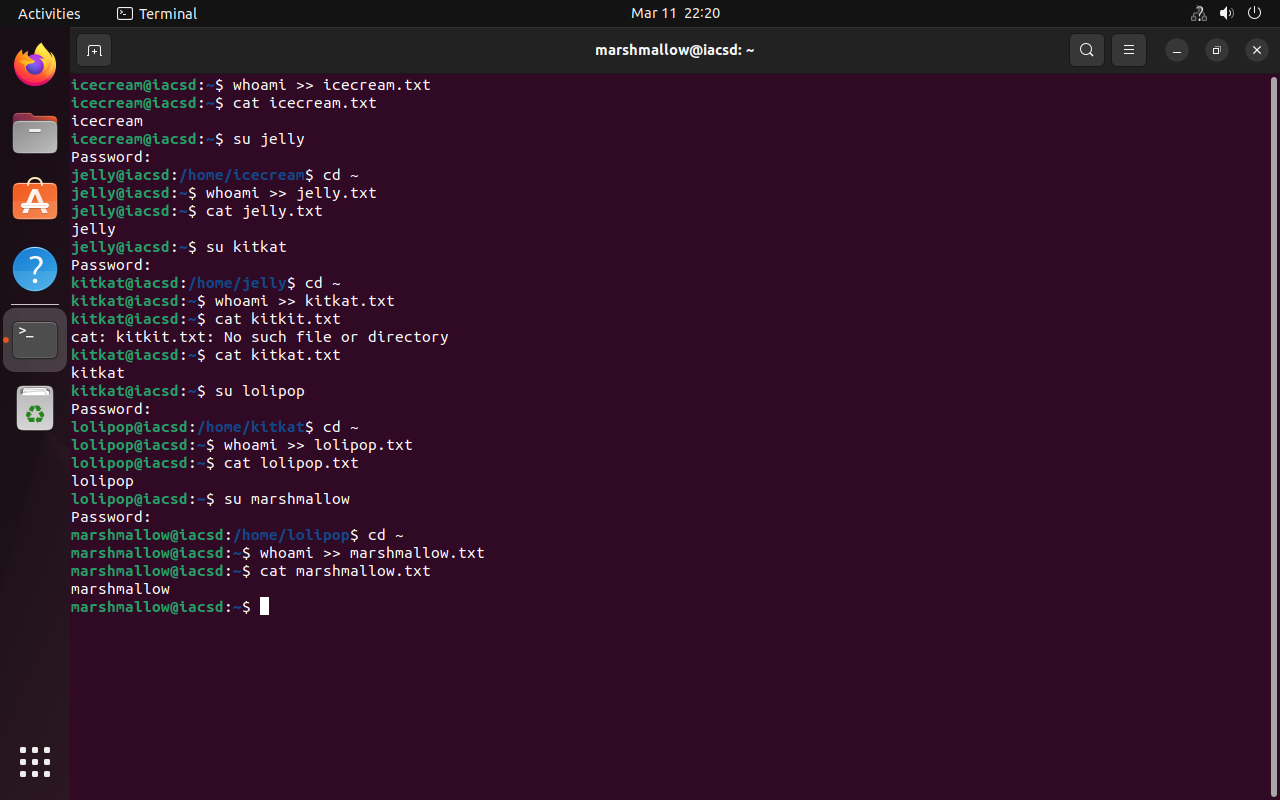 Activities
Terminal
Mar 11 22:20
marshmallow@iacsd: ~
icecream@iacsd:~$ whoami >> icecream.txt
icecream@iacsd:~$ cat icecream.txt
icecream
icecream@iacsd:~$ su jelly
Password:
jelly@iacsd:/home/icecream$ cd ~
jelly@iacsd:~$ whoami >> jelly.txt
jelly@iacsd:~$ cat jelly.txt
jelly
jelly@iacsd:~$ su kitkat
Password:
kitkat@iacsd:/home/jelly$ cd ~
kitkat@iacsd:~$ whoami >> kitkat.txt
kitkat@iacsd:~$ cat kitkit.txt
cat: kitkit.txt: No such file or directory
kitkat@iacsd:~$ cat kitkat.txt
kitkat
kitkat@iacsd:~$ su lolipop
Password:
lolipop@iacsd:/home/kitkat$ cd ~
lolipop@iacsd:~$ whoami >> lolipop.txt
lolipop@iacsd:~$ cat lolipop.txt
lolipop
lolipop@iacsd:~$ su marshmallow
Password:
marshmallow@iacsd:/home/lolipop$ cd ~
marshmallow@iacsd:~$ whoami >> marshmallow.txt
marshmallow@iacsd:~$ cat marshmallow.txt
marshmallow
marshmallow@iacsd:~$